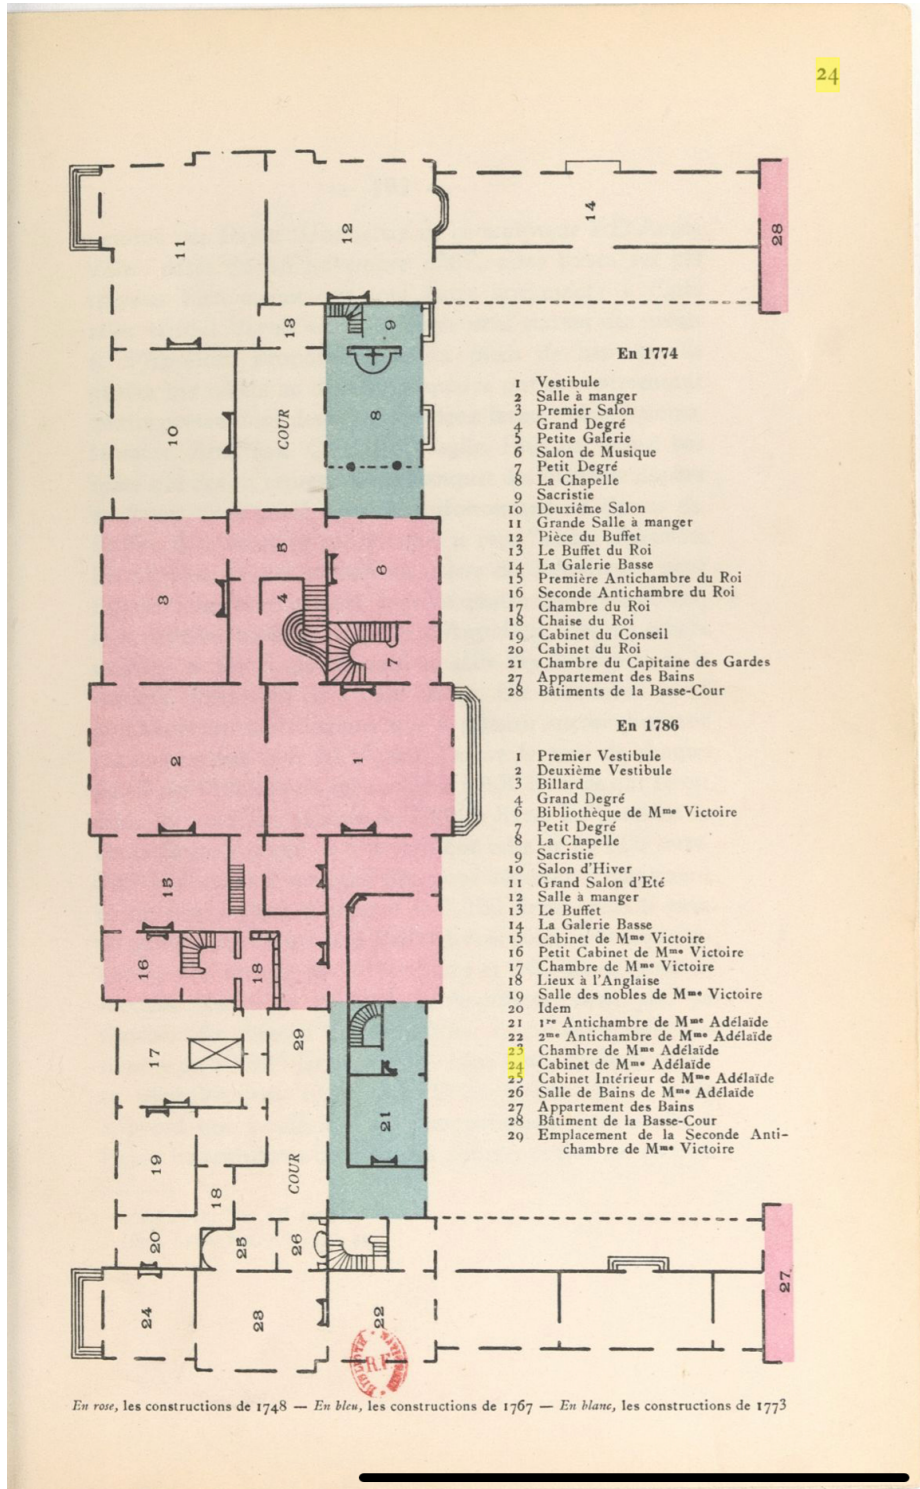 24
11
12
14
28
13
9
10
COUR
8
En 1774
1 Vestibule
2 Salle à manger
3 Premier Salon
4 Grand Degré
5 Petite Galerie
6 Salon de Musique
7 Petit Degré
8 La Chapelle
9 Sacristie
10 Deuxième Salon
11 Grande Salle à manger
12 Pièce du Buffet
13 Le Buffet du Roi
14 La Galerie Basse
15 Première Antichambre du Roi
16 Seconde Antichambre du Roi
17 Chambre du Roi
18 Chaise du Roi
19 Cabinet du Conseil
20 Cabinet du Roi
21 Chambre du Capitaine des Gardes
27 Appartement des Bains
28 Bâtiments de la Basse-Cour
5
3
4
6
7
2
1
En 1786
1 Premier Vestibule
2 Deuxième Vestibule
3 Billard
4 Grand Degré
6 Bibliothèque de Mme Victoire
7 Petit Degré
8 La Chapelle
9 Sacristie
10 Salon d'Hiver
11 Grand Salon d'Eté
12 Salle à manger
13 Le Buffet
14 La Galerie Basse
15 Cabinet de Mme Victoire
16 Petit Cabinet de Mme Victoire
17 Chambre de Mme Victoire
18 Lieux à l'Anglaise
19 Salle des nobles de Mme Victoire
20 Idem
21 1re Antichambre de Mme Adélaïde
22 2me Antichambre de Mme Adélaïde
23 Chambre de Mme Adélaïde
24 Cabinet de Mme Adélaïde
25 Cabinet Intérieur de Mme Adélaïde
26 Salle de Bains de Mme Adélaïde
27 Appartement des Bains
28 Bâtiment de la Basse-Cour
29 Emplacement de la Seconde Anti-
chambre de Mme Victoire
15
16
18
17
29
21
19
COUR
18
20
25
26
24
23
22
27
R.F
En rose, les constructions de 1748 — En bleu, les constructions de 1767 — En blanc, les constructions de 1773